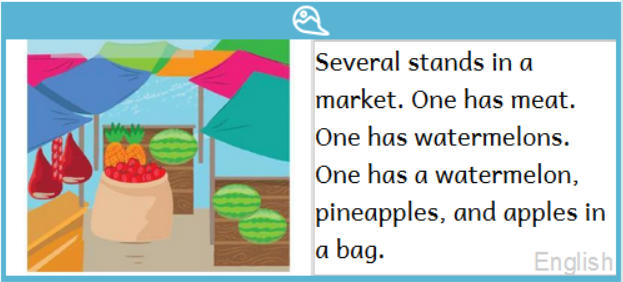 Several stands in a
market. One has meat.
One has watermelons.
One has a watermelon,
pineapples, and apples in
a bag.
English